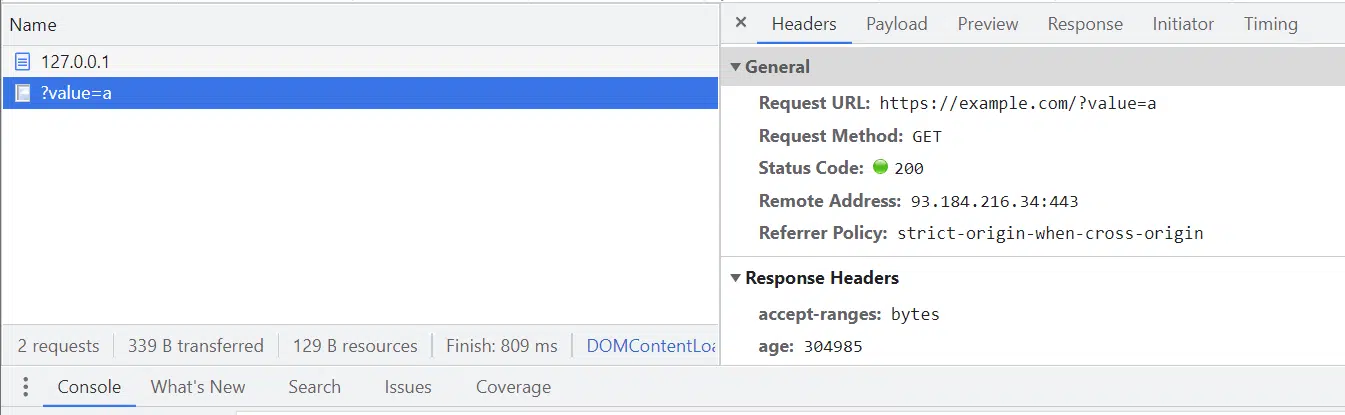 Name
127.0.0.1
?value=a
2 requests 339 B transferred 129 B resources Finish: 809 ms DOMContentLoa
Headers Payload Preview Response Initiator Timing
General
Request URL: https://example.com/?value=a
Request Method: GET
Status Code: 200
Remote Address: 93.184.216.34:443
Referrer Policy: strict-origin-when-cross-origin
Response Headers
accept-ranges: bytes
age: 304985
Console What's New Search Issues Coverage